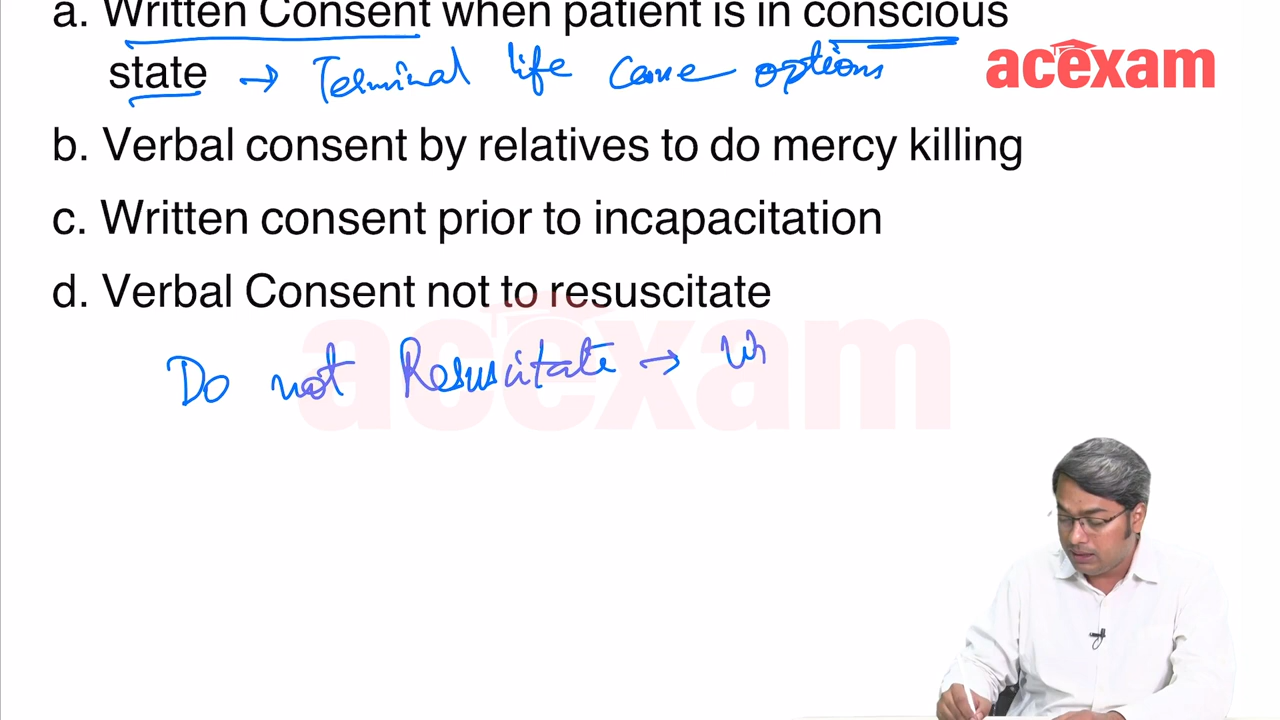 a. Written Consent when patient is in conscious
state → Terminal life care options
acexam
b. Verbal consent by relatives to do mercy killing
c. Written consent prior to incapacitation
d. Verbal Consent not to resuscitate
acexam
Do not Resuscitate →